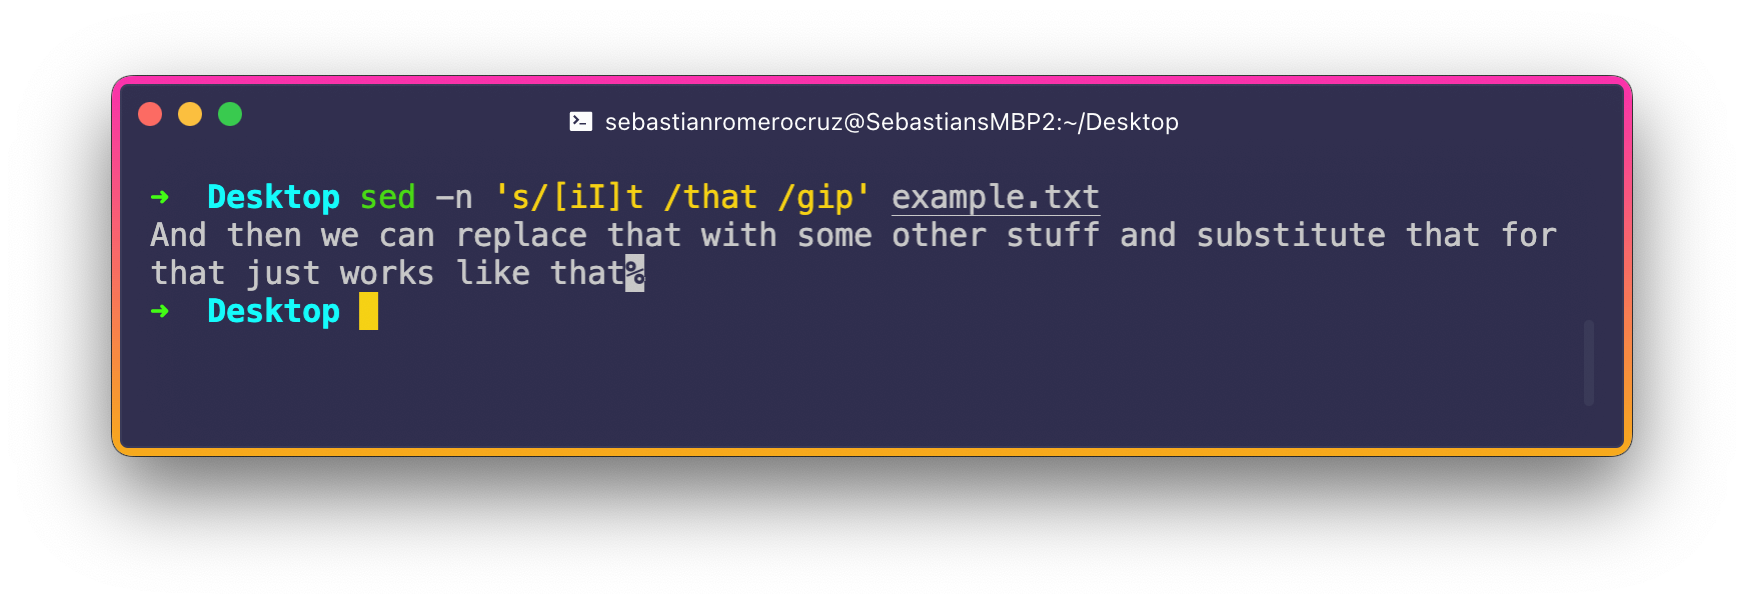 sebastianromerocruz@SebastiansMBP2:~/Desktop
➜ Desktop sed -n 's/[iI]t /that /gip' example.txt
And then we can replace that with some other stuff and substitute that for
that just works like that%
➜ Desktop